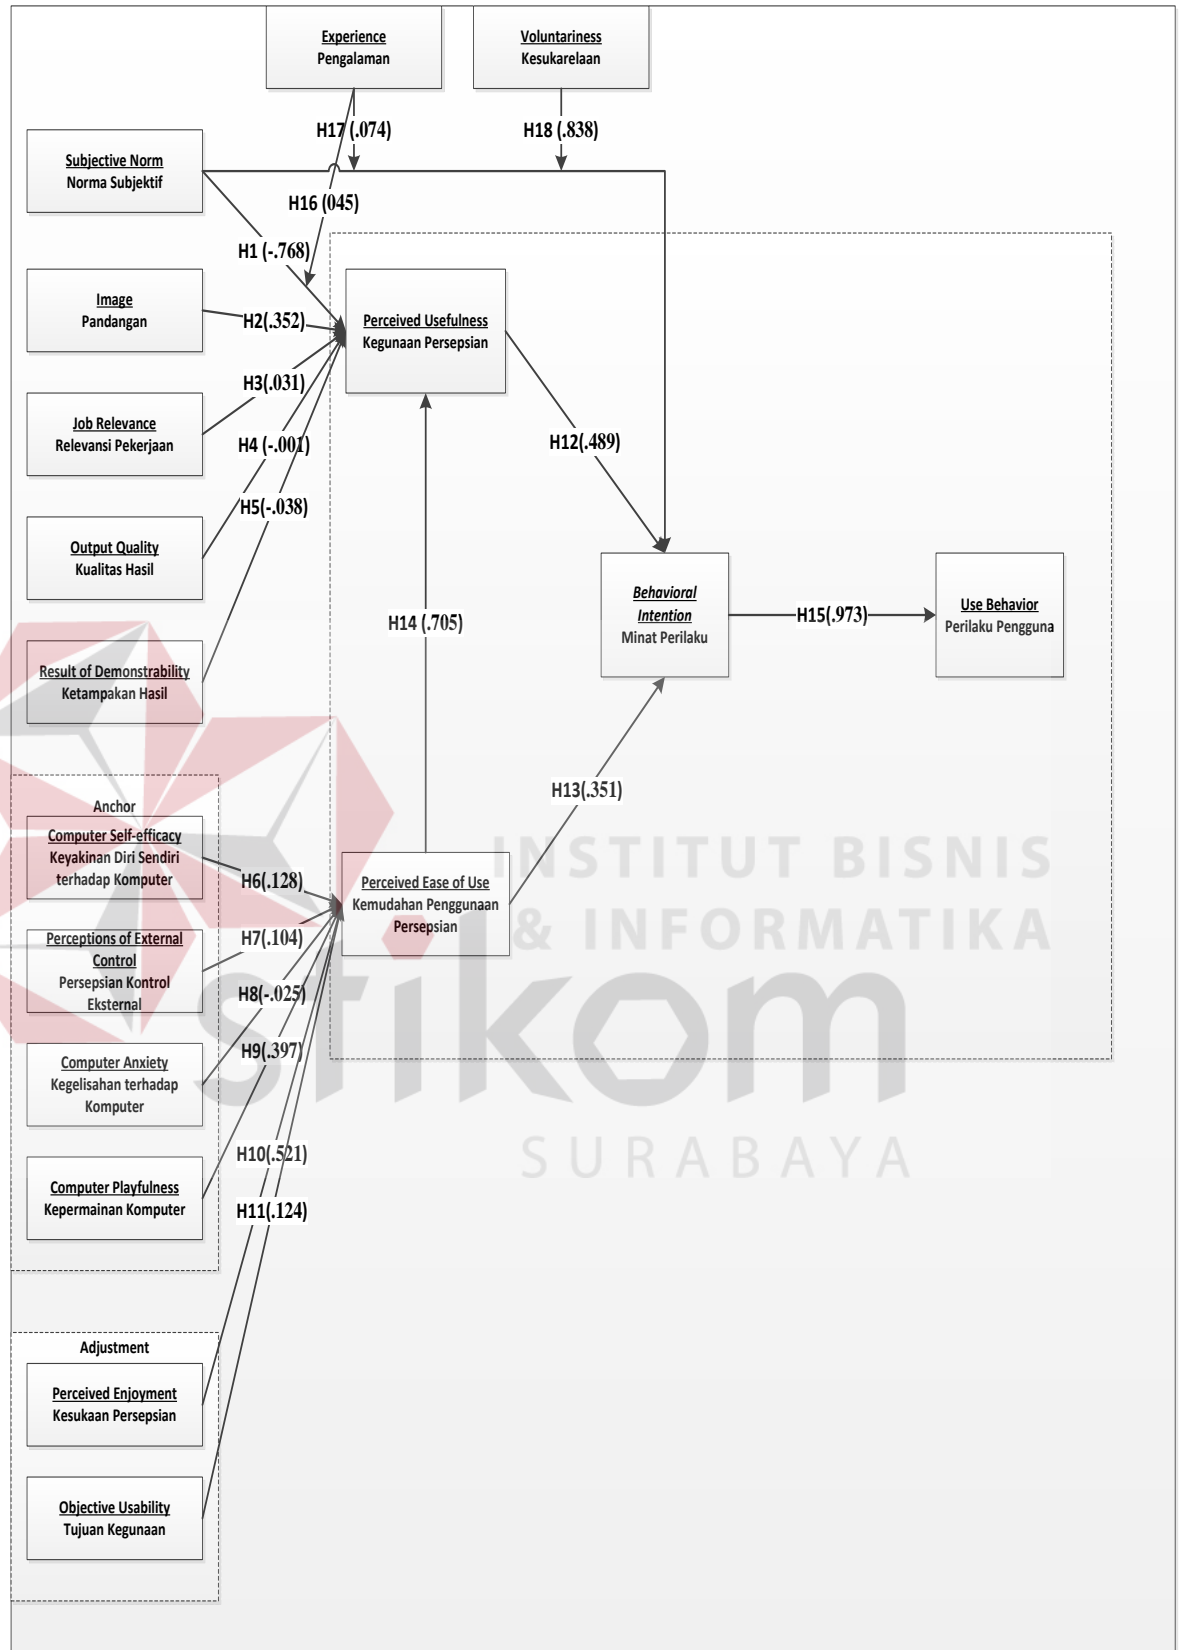 Experience
Pengalaman
Voluntariness
Kesukarelaan
H17 (.074)
H18 (.838)
Subjective Norm
Norma Subjektif
H16 (045)
H1 (-.768)
Image
Pandangan
H2(.352)
Perceived Usefulness
Kegunaan Persepsian
H3(.031)
Job Relevance
Relevansi Pekerjaan
H4 (-.001)
H12(.489)
H5(-.038)
Output Quality
Kualitas Hasil
Behavioral
Intention
Minat Perilaku
H15(.973)
Use Behavior
Perilaku Pengguna
H14 (.705)
Result of Demonstrability
Ketampakan Hasil
H13(.351)
Anchor
Computer Self-efficacy
Keyakinan Diri Sendiri
terhadap Komputer
H6(.128)
Perceived Ease of Use
Kemudahan Penggunaan
Persepsian
Perceptions of External
Control
Persepsian Kontrol
Eksternal
H7(.104)
H8(-.025)
H9(.397)
Computer Anxiety
Kegelisahan terhadap
Komputer
H10(.521)
Computer Playfulness
Kepermainan Komputer
H11(.124)
Adjustment
Perceived Enjoyment
Kesukaan Persepsian
Objective Usability
Tujuan Kegunaan
INSTITUT BISNIS
& INFORMATIKA
stikom
SURABAYA